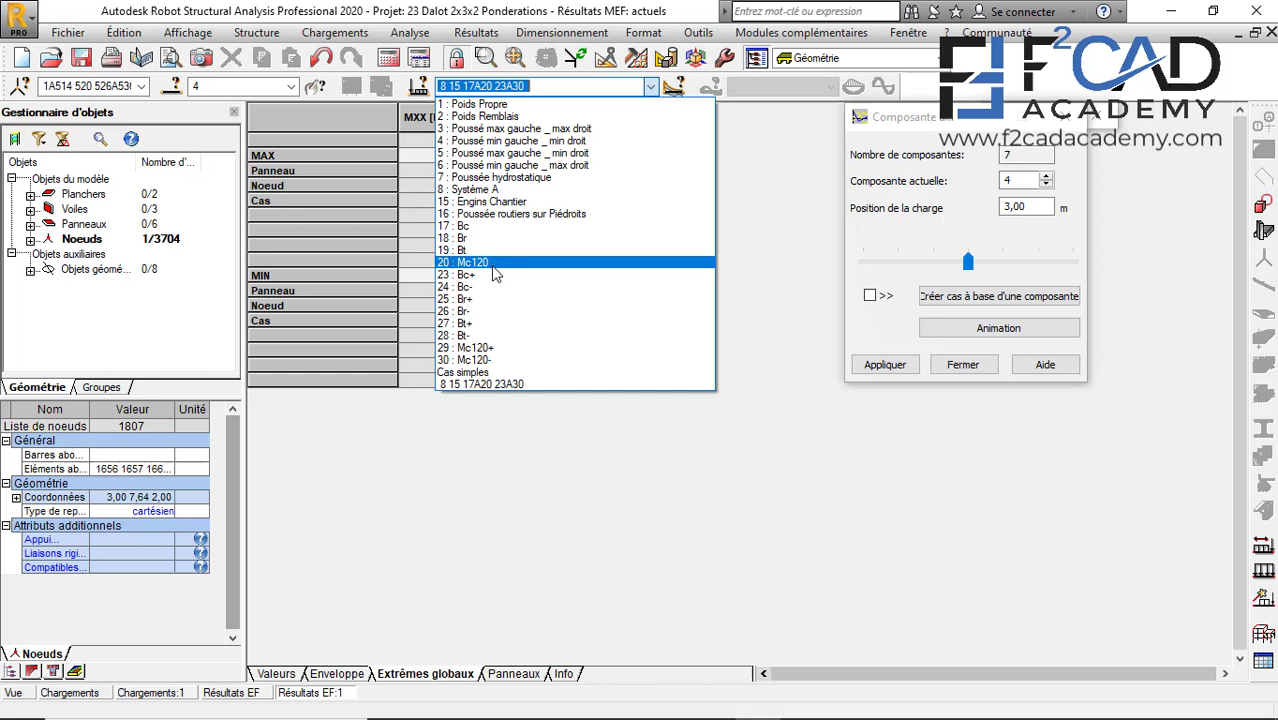 Autodesk Robot Structural Analysis Professional 2020 - Projet: 23 Dalot 2x3x2 Ponderations - Résultats MEF: actuels
Entrez mot-clé ou expression
Se connecter
PRO
Fichier Édition Affichage Structure Chargements Analyse Résultats Dimensionnement Format Outils Modules complémentaires Fenêtre Communauté
Géométrie
F2CAD
ACADEMY
www.f2cadacademy.com
1A514 520 526A53
4
8 15 17A20 23A30
Gestionnaire d'objets
Objets Nombre d'...
Objets du modèle
Planchers 0/2
Voiles 0/3
Panneaux 0/6
Noeuds 1/3704
Objets auxiliaires
Objets géomé... 0/8
Géométrie Groupes
Nom Valeur Unité
Liste de noeuds 1807
Général
Barres abo...
Eléments ab... 1656 1657 166...
Géométrie
Coordonnées 3,00 7,64 2,00
Type de rep... cartésien
Attributs additionnels
Appui...
Liaisons rigi...
Compatibles...
Noeuds
MXX [
MAX
Panneau
Noeud
Cas
MIN
Panneau
Noeud
Cas
1 : Poids Propre
2 : Poids Remblais
3 : Poussé max gauche _ max droit
4 : Poussé min gauche _ min droit
5 : Poussé max gauche _ min droit
6 : Poussé min gauche _ max droit
7 : Poussée hydrostatique
8 : Système A
15 : Engins Chantier
16 : Poussée routiers sur Piédroits
17 : Bc
18 : Br
19 : Bt
20 : Mc120
23 : Bc+
24 : Bc-
25 : Br+
26 : Br-
27 : Bt+
28 : Bt-
29 : Mc120+
30 : Mc120-
Cas simples
8 15 17A20 23A30
Composante
Nombre de composantes: 7
Composante actuelle: 4
Position de la charge 3,00 m
>> Créer cas à base d'une composante
Animation
Appliquer Fermer Aide
Valeurs Enveloppe Extrêmes globaux Panneaux Info
Vue Chargements Chargements:1 Résultats EF Résultats EF:1